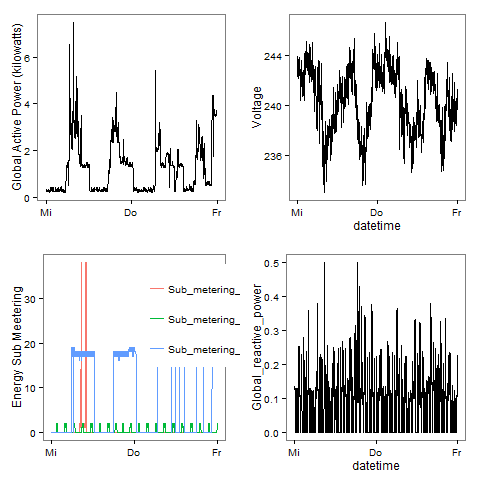 Global Active Power (kilowatts)
6
4
2
0
Mi Do Fr
Voltage
244
240
236
Mi Do Fr
datetime
Energy Sub Meetering
30
20
10
0
Sub_metering_
Sub_metering_
Sub_metering_
Mi Do Fr
Global_reactive_power
0.5
0.4
0.3
0.2
0.1
0.0
Mi Do Fr
datetime